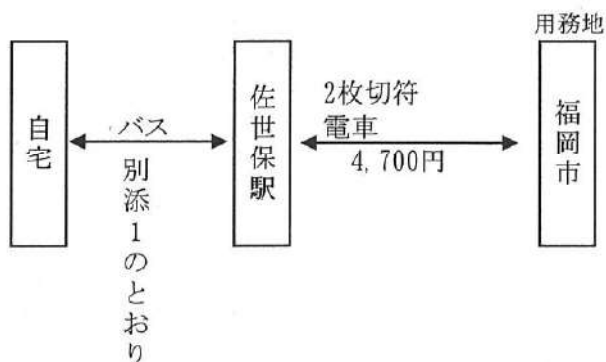 用務地
自宅
バス
別添1のとおり
佐世保駅
2枚切符
電車
4,700円
福岡市